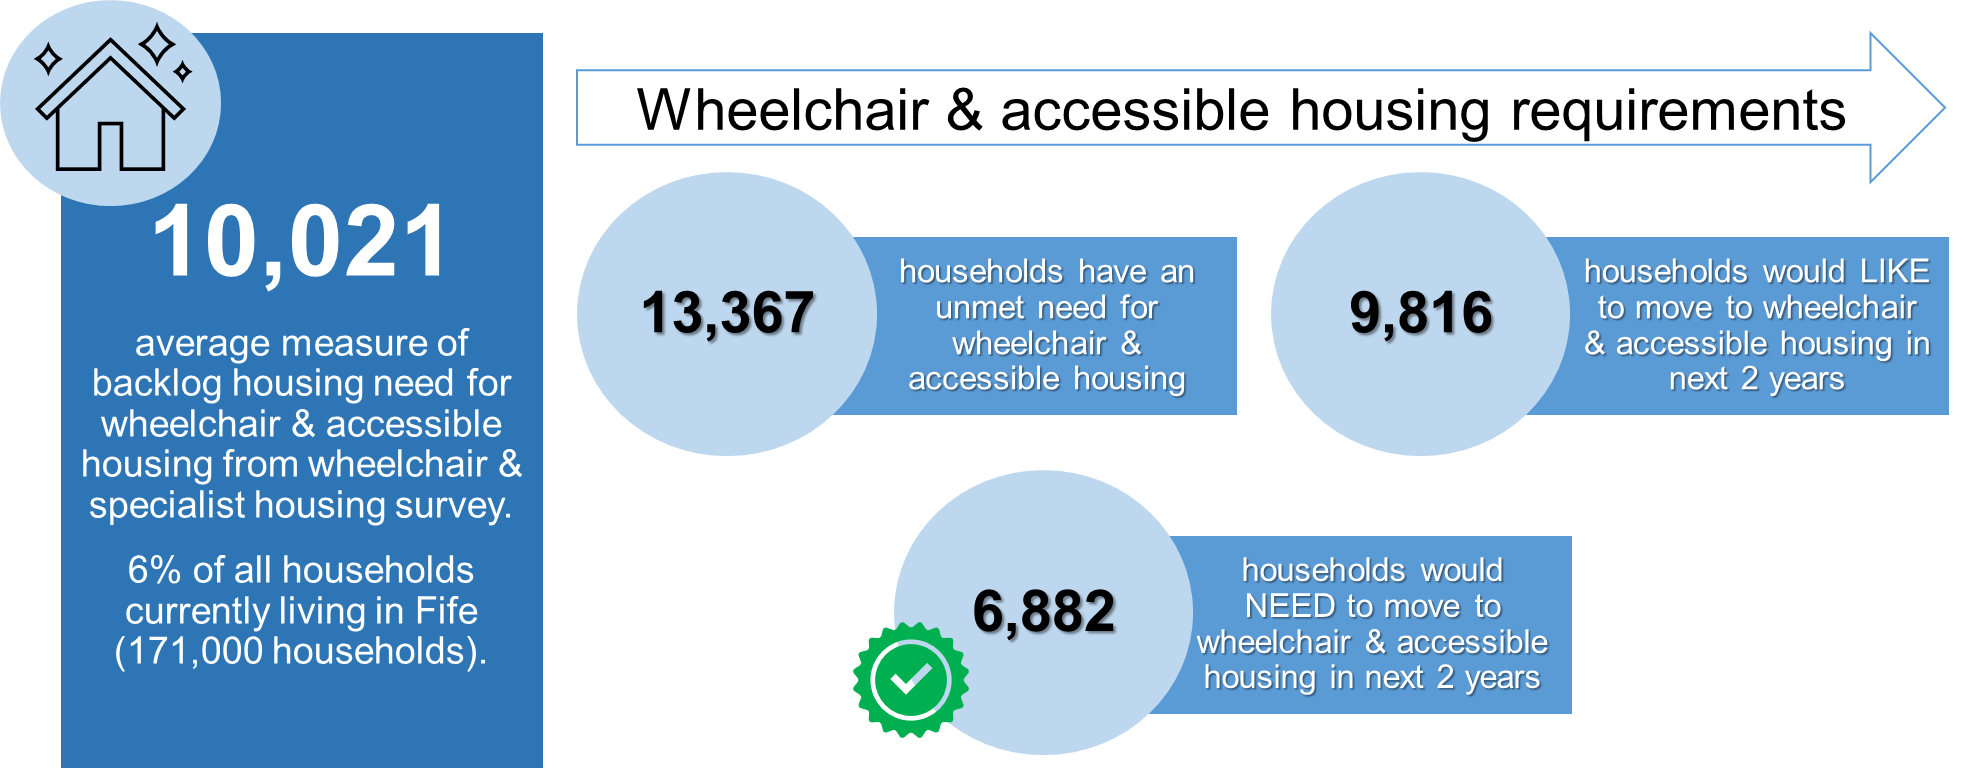 10,021
average measure of
backlog housing need for
wheelchair & accessible
housing from wheelchair &
specialist housing survey.
6% of all households
currently living in Fife
(171,000 households).
Wheelchair & accessible housing requirements
13,367
households have an
unmet need for
wheelchair &
accessible housing
9,816
households would LIKE
to move to wheelchair
& accessible housing in
next 2 years
6,882
households would
NEED to move to
wheelchair & accessible
housing in next 2 years